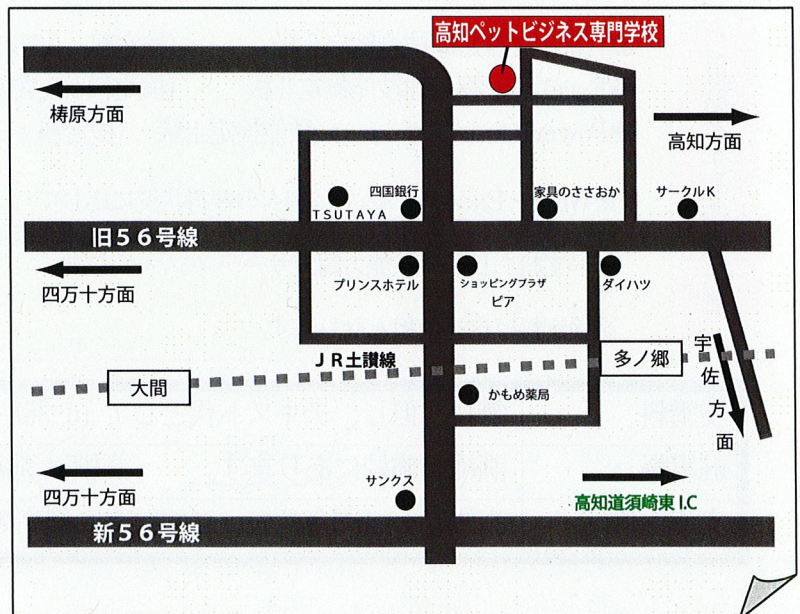 高知ペットビジネス専門学校
梼原方面
高知方面
四国銀行
家具のささおか
サークルK
TSUTAYA
旧５６号線
プリンスホテル
ショッピングプラザ
ピア
ダイハツ
四万十方面
JR土讃線
多ノ郷
宇佐方面
大間
かもめ薬局
四万十方面
サンクス
高知道須崎東I.C
新５６号線